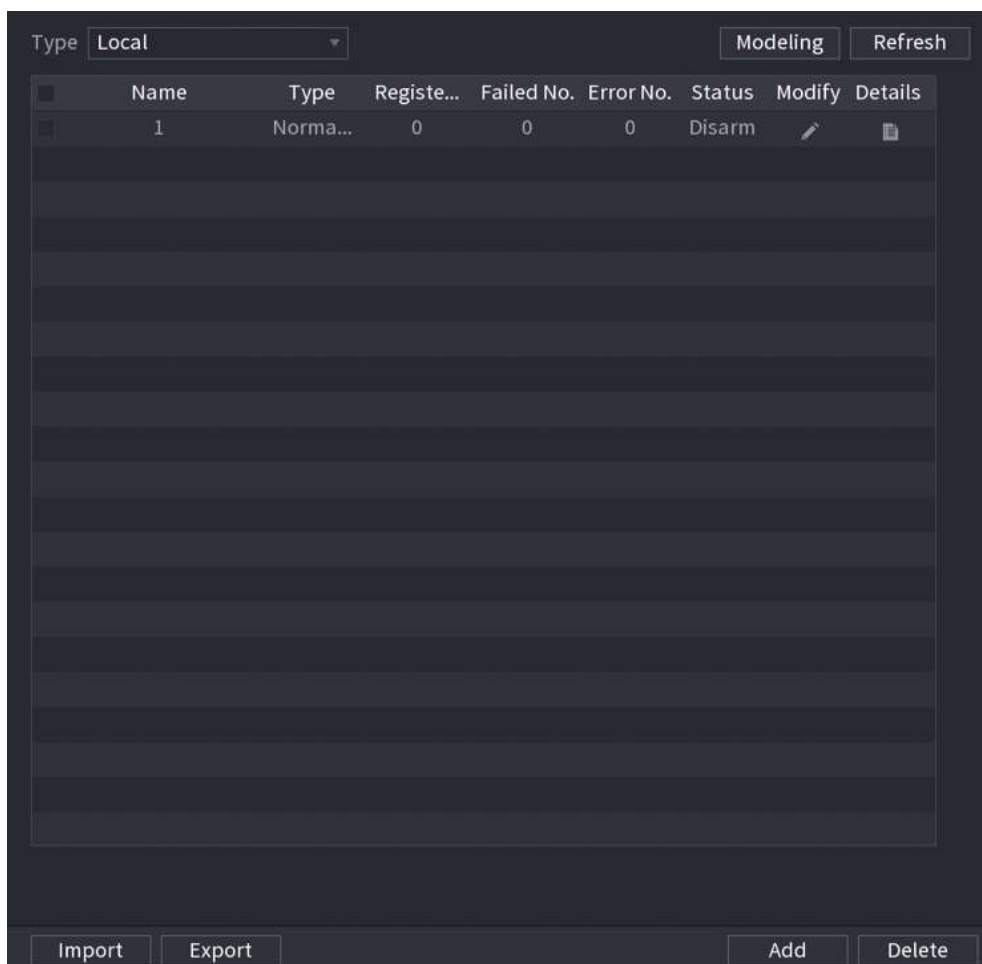 Type Local Modeling Refresh
Name Type Registe... Failed No. Error No. Status Modify Details
1 Norma... 0 0 0 Disarm
Import Export Add Delete